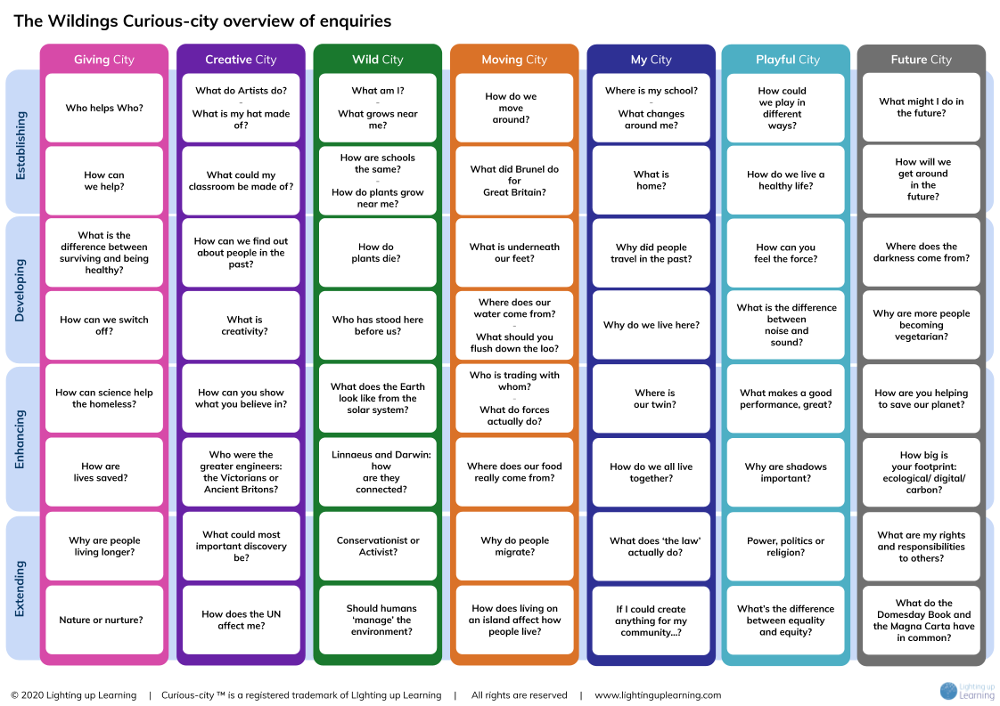 The Wildings Curious-city overview of enquiries
Giving City
Creative City
Wild City
Moving City
My City
Playful City
Future City
Establishing
Who helps Who?
What do Artists do?
-
What is my hat made
of?
What am I?
-
What grows near
me?
How do we
move
around?
Where is my school?
-
What changes
around me?
How could
we play in
different
ways?
What might I do in
the future?
How can
we help?
What could my
classroom be made of?
How are schools
the same?
-
How do plants grow
near me?
What did Brunel do
for
Great Britain?
What is
home?
How do we live a
healthy life?
How will we
get around
in the
future?
Developing
What is the
difference between
surviving and being
healthy?
How can we find out
about people in the
past?
How do
plants die?
What is underneath
our feet?
Why did people
travel in the past?
How can you
feel the force?
Where does the
darkness come from?
How can we switch
off?
What is
creativity?
Who has stood here
before us?
Where does our
water come from?
-
What should you
flush down the loo?
Why do we live here?
What is the difference
between
noise and
sound?
Why are more people
becoming
vegetarian?
Enhancing
How can science help
the homeless?
How can you show
what you believe in?
What does the Earth
look like from the
solar system?
Who is trading with
whom?
-
What do forces
actually do?
Where is
our twin?
What makes a good
performance, great?
How are you helping
to save our planet?
How are
lives saved?
Who were the
greater engineers:
the Victorians or
Ancient Britons?
Linnaeus and Darwin:
how
are they
connected?
Where does our food
really come from?
How do we all live
together?
Why are shadows
important?
How big is
your footprint:
ecological/ digital/
carbon?
Extending
Why are people
living longer?
What could most
important discovery
be?
Conservationist or
Activist?
Why do people
migrate?
What does ‘the law’
actually do?
Power, politics or
religion?
What are my rights
and responsibilities
to others?
Nature or nurture?
How does the UN
affect me?
Should humans
‘manage’ the
environment?
How does living on
an island affect how
people live?
If I could create
anything for my
community...?
What’s the difference
between equality
and equity?
What do the
Domesday Book and
the Magna Carta have
in common?
© 2020 Lighting up Learning | Curious-city ™ is a registered trademark of LIghting up Learning | All rights are reserved | www.lightinguplearning.com
Lighting up
Learning